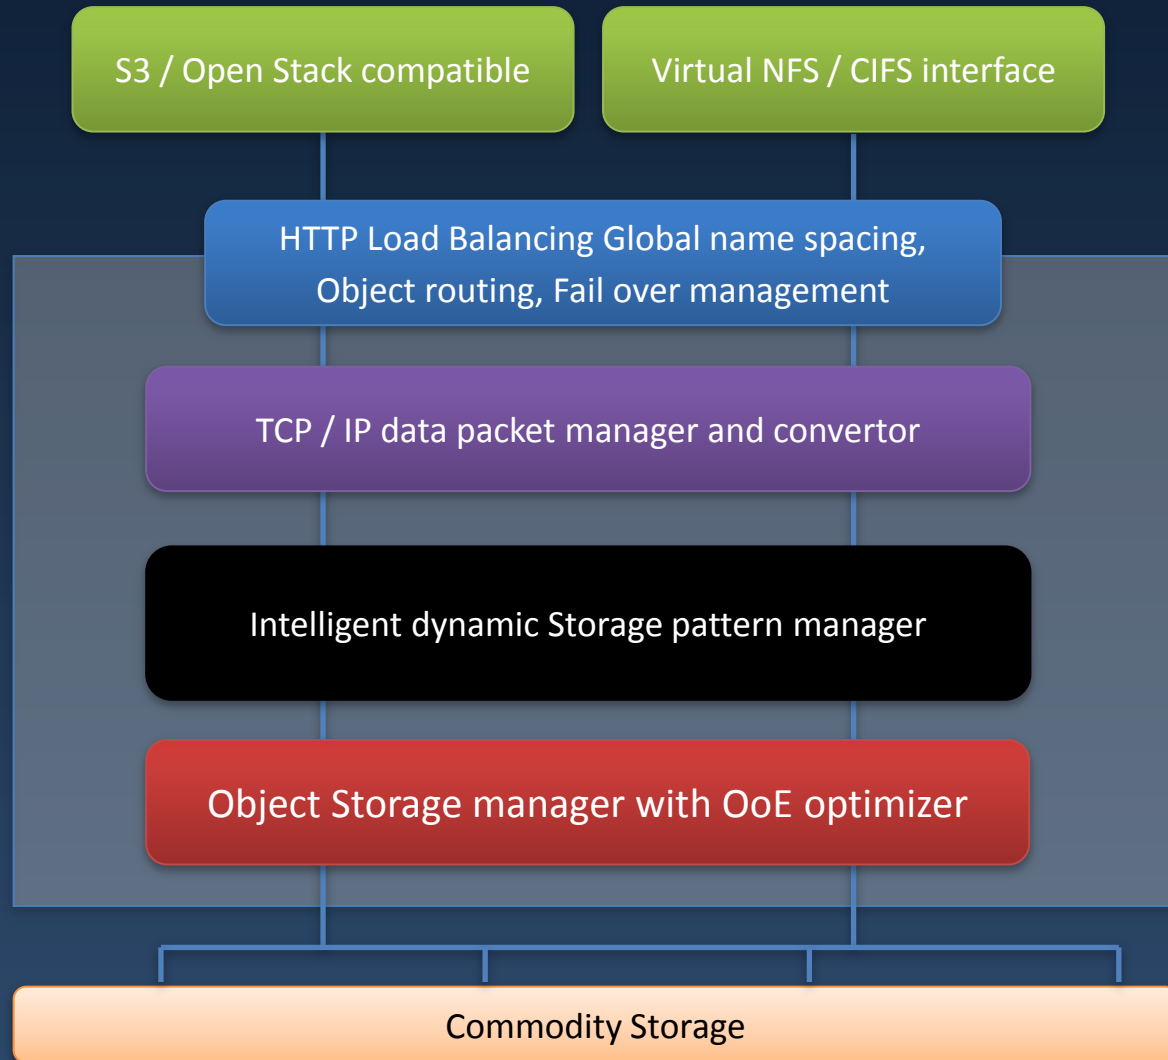 S3 / Open Stack compatible
Virtual NFS / CIFS interface
HTTP Load Balancing Global name spacing,
Object routing, Fail over management
TCP / IP data packet manager and convertor
Intelligent dynamic Storage pattern manager
Object Storage manager with OoE optimizer
Commodity Storage